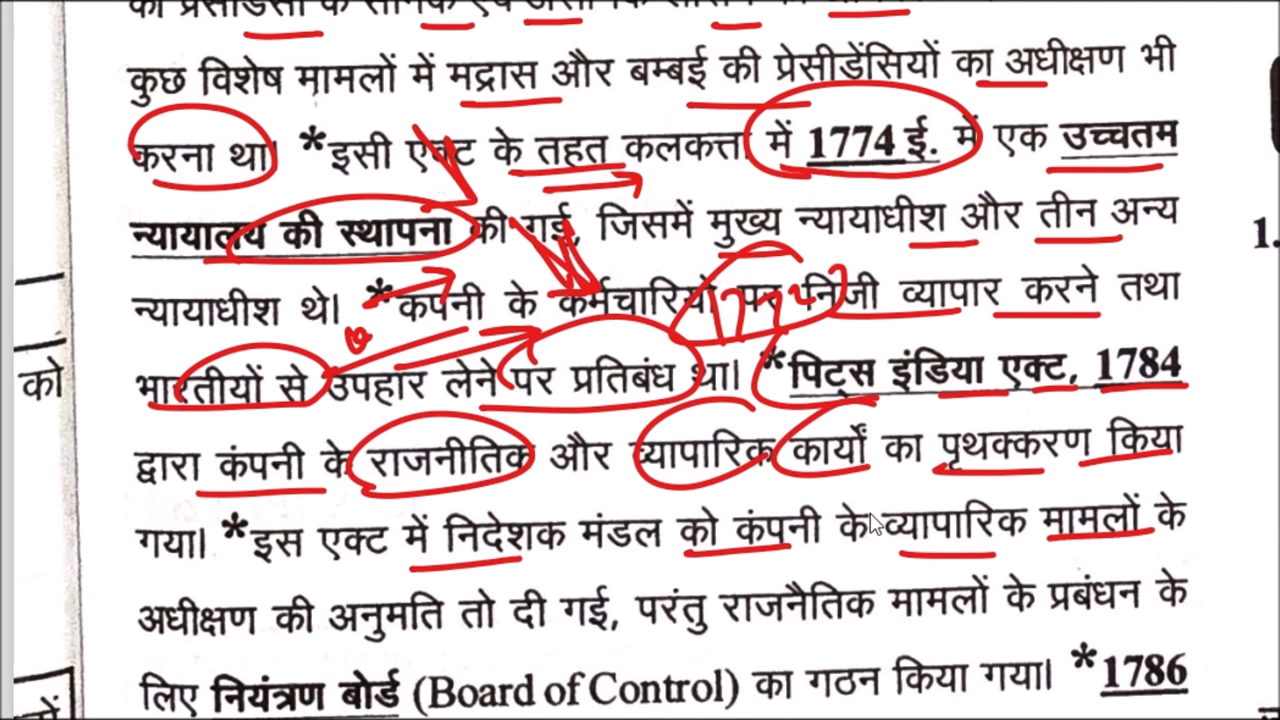 कुछ विशेष मामलों में मद्रास और बम्बई की प्रेसीडेंसियों का अधीक्षण भी
करना था। *इसी एक्ट के तहत कलकत्ता में 1774 ई. में एक उच्चतम
न्यायालय की स्थापना की गई, जिसमें मुख्य न्यायाधीश और तीन अन्य
न्यायाधीश थे। *कंपनी के कर्मचारियों पर निजी व्यापार करने तथा
भारतीयों से उपहार लेने पर प्रतिबंध था। *पिट्स इंडिया एक्ट, 1784
को
द्वारा कंपनी के राजनीतिक और व्यापारिक कार्यों का पृथक्करण किया
गया। *इस एक्ट में निदेशक मंडल को कंपनी के व्यापारिक मामलों के
अधीक्षण की अनुमति तो दी गई, परंतु राजनैतिक मामलों के प्रबंधन के
लिए नियंत्रण बोर्ड (Board of Control) का गठन किया गया। *1786
1.